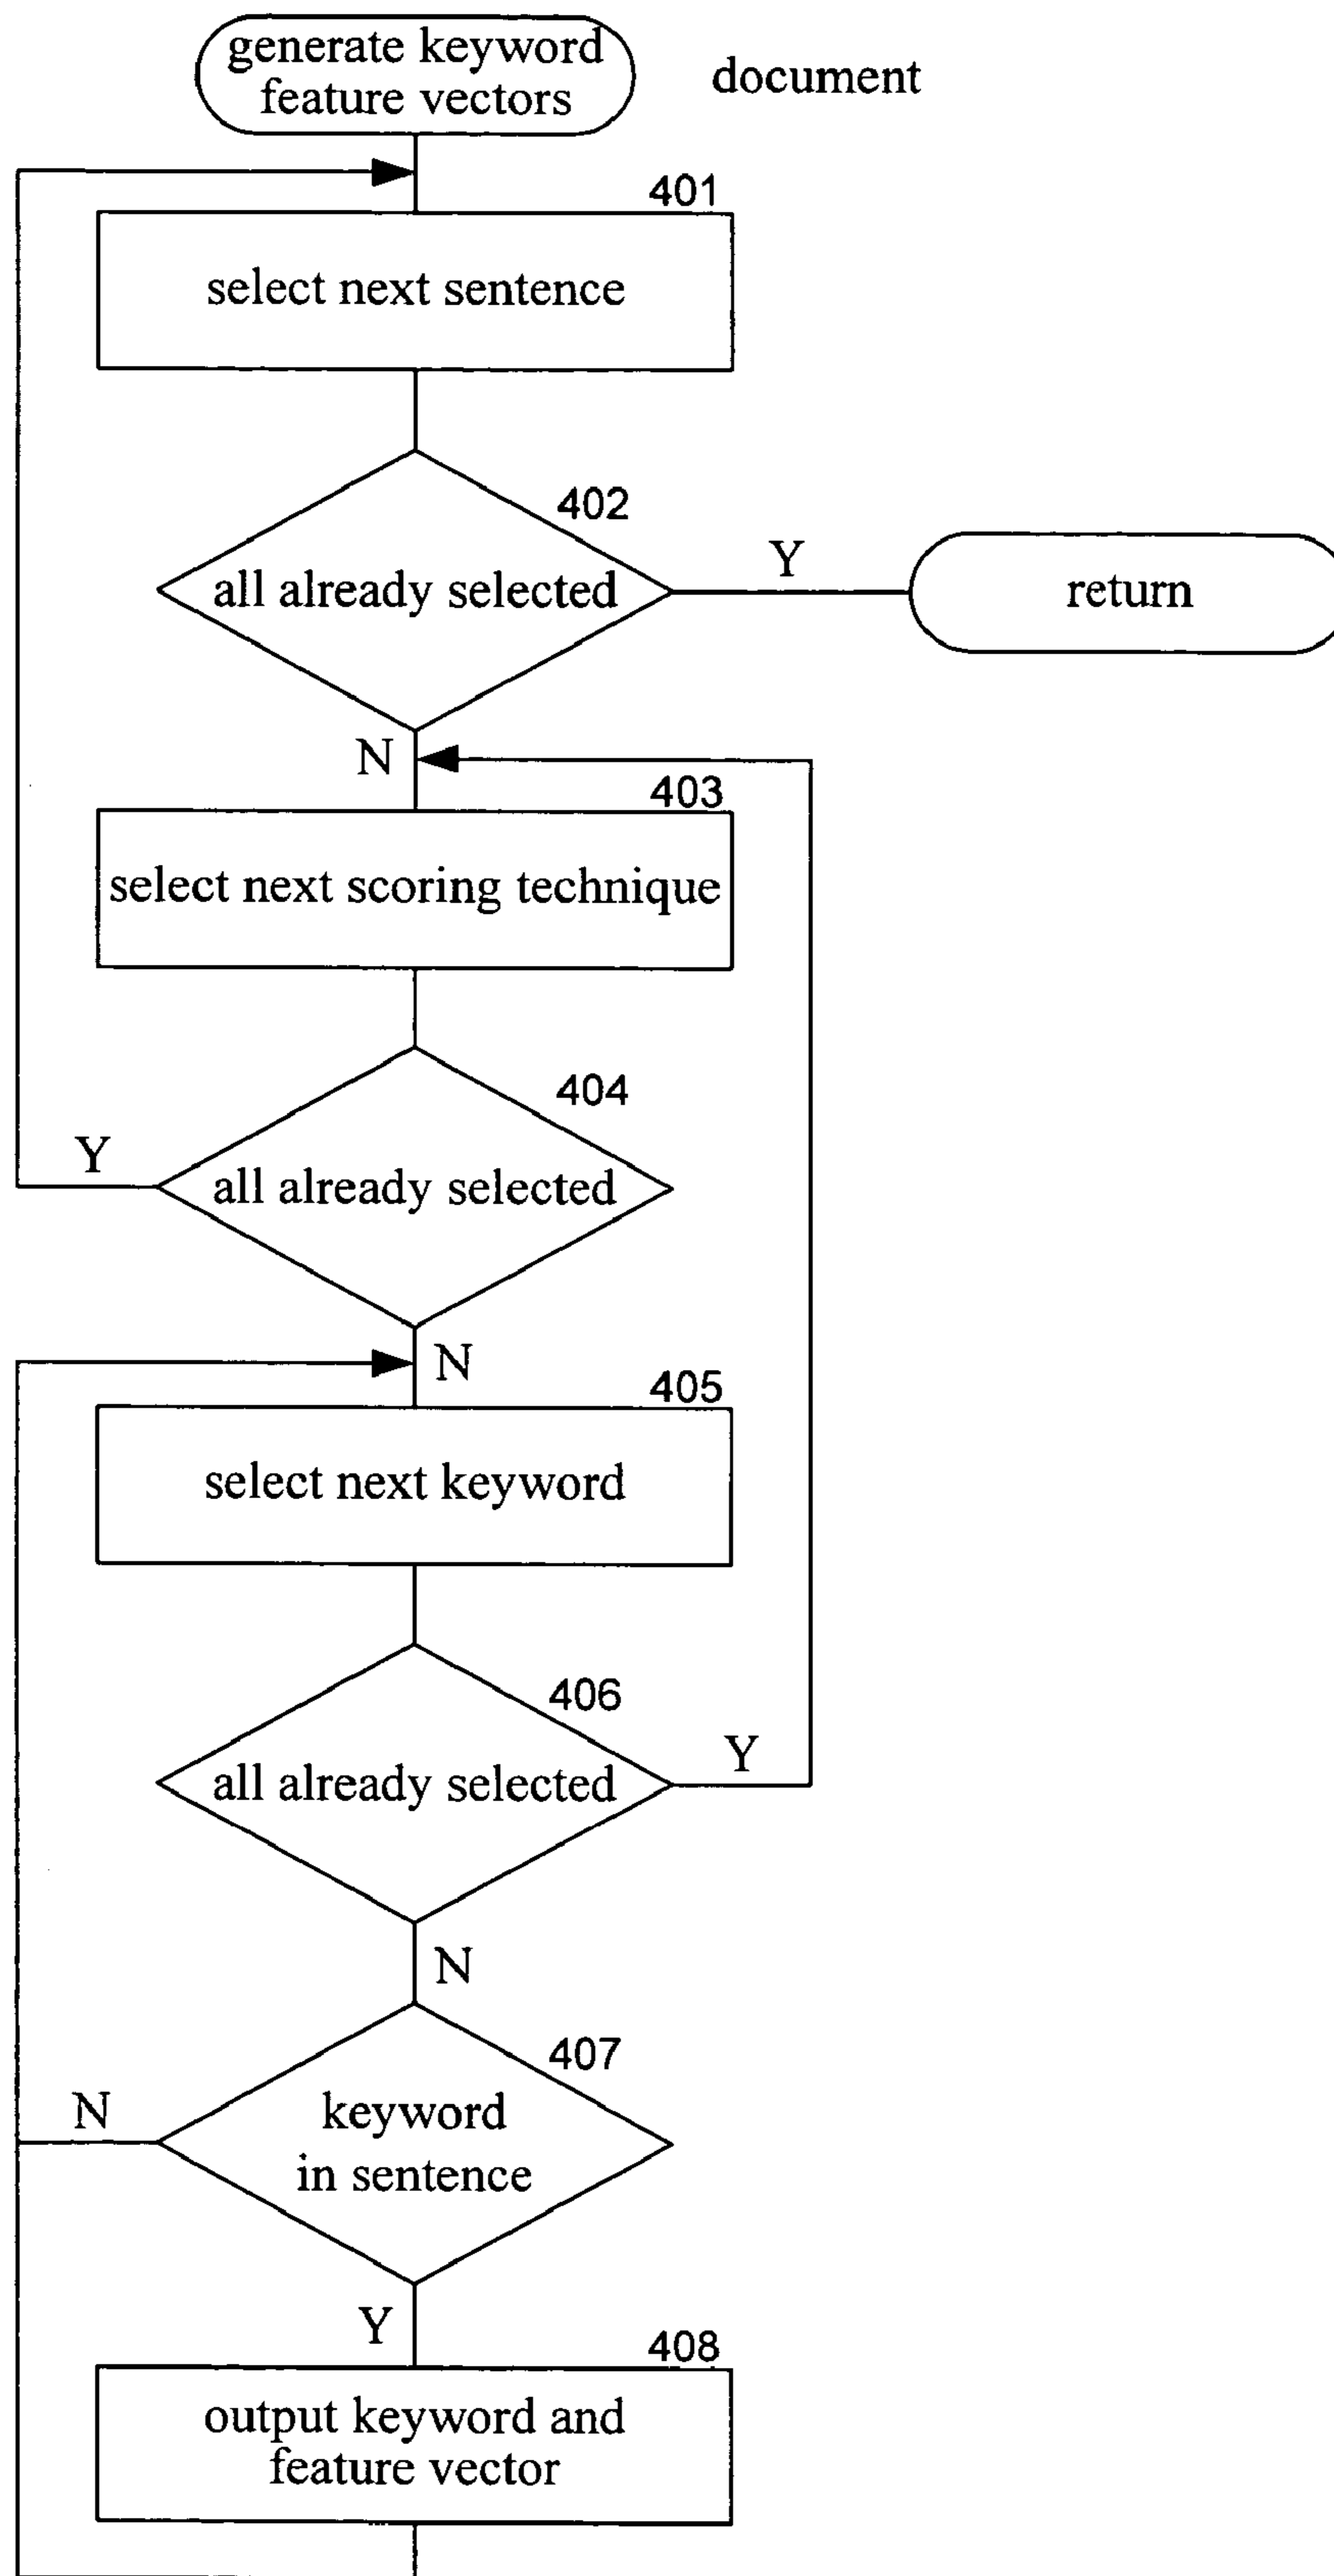 generate keyword
feature vectors
document
401
select next sentence
402
all already selected
Y
return
N
403
select next scoring technique
404
Y
all already selected
N
405
select next keyword
406
all already selected
Y
N
407
N
keyword
in sentence
Y
408
output keyword and
feature vector